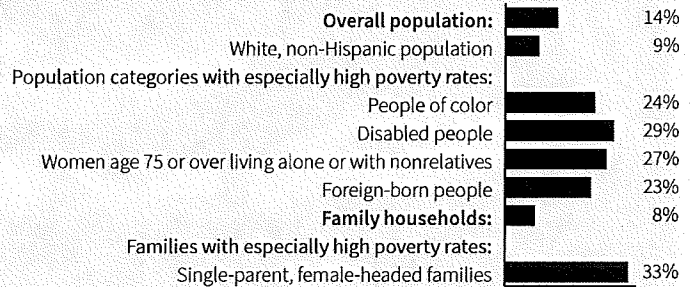 Overall population: 14%
White, non-Hispanic population 9%
Population categories with especially high poverty rates:
People of color 24%
Disabled people 29%
Women age 75 or over living alone or with nonrelatives 27%
Foreign-born people 23%
Family households: 8%
Families with especially high poverty rates:
Single-parent, female-headed families 33%